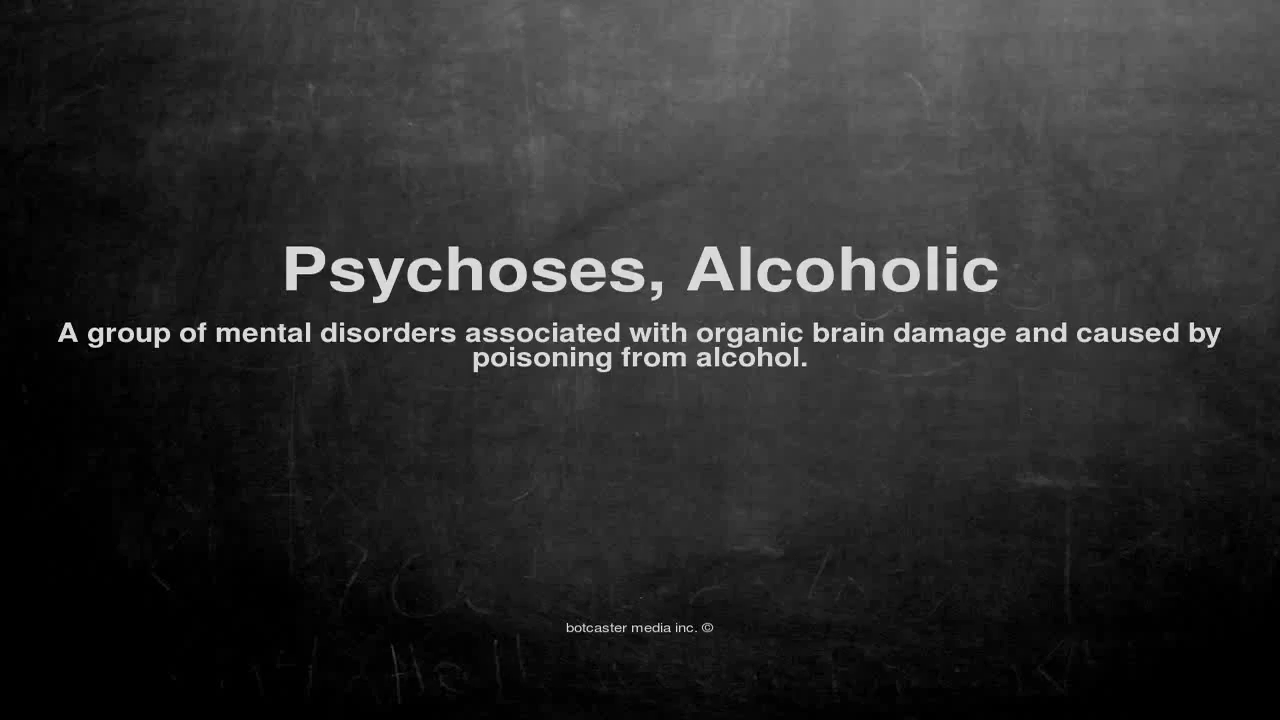 Psychoses, Alcoholic
A group of mental disorders associated with organic brain damage and caused by
poisoning from alcohol.
botcaster media inc. ©